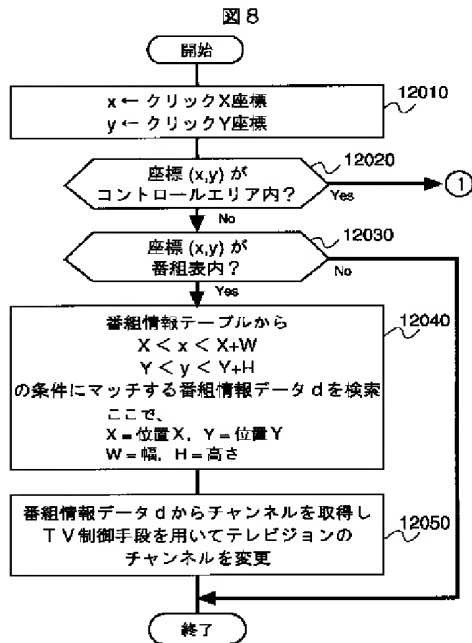 図8
開始
x ← クリックX座標
y ← クリックY座標
12010
座標 (x,y) が
コントロールエリア内?
12020
Yes
①
No
座標 (x,y) が
番組表内?
12030
No
Yes
番組情報テーブルから
X < x < X+W
Y < y < Y+H
の条件にマッチする番組情報データdを検索
ここで、
X = 位置X, Y = 位置Y
W = 幅, H = 高さ
12040
番組情報データdからチャンネルを取得し
TV制御手段を用いてテレビジョンの
チャンネルを変更
12050
終了